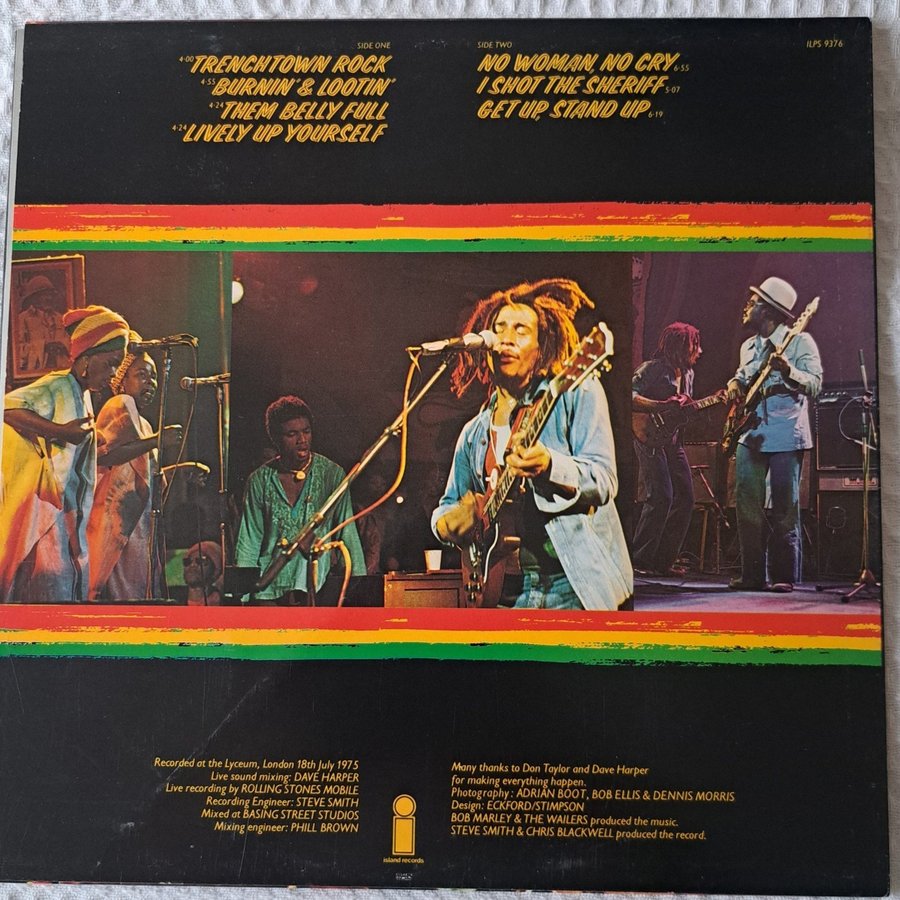 SIDE ONE
4·00 TRENCHTOWN ROCK
4·55 BURNIN' & LOOTIN'
4·24 THEM BELLY FULL
4·24 LIVELY UP YOURSELF
SIDE TWO
NO WOMAN, NO CRY 6·55
I SHOT THE SHERIFF 5·07
GET UP, STAND UP 6·19
ILPS 9376
Recorded at the Lyceum, London 18th July 1975
Live sound mixing: DAVE HARPER
Live recording by ROLLING STONES MOBILE
Recording Engineer: STEVE SMITH
Mixed at BASING STREET STUDIOS
Mixing engineer: PHILL BROWN
island records
Many thanks to Don Taylor and Dave Harper
for making everything happen.
Photography : ADRIAN BOOT, BOB ELLIS & DENNIS MORRIS
Design: ECKFORD/STIMPSON
BOB MARLEY & THE WAILERS produced the music.
STEVE SMITH & CHRIS BLACKWELL produced the record.